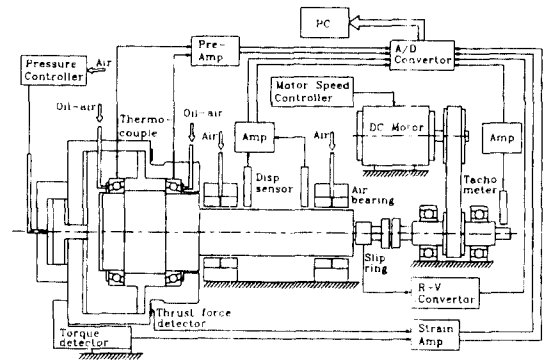 PC
Pressure
Controller
Air
Pre-
Amp
A/D
Convertor
Oil-air
Thermo-
couple
Oil-air
Motor Speed
Controller
DC Motor
Air
Amp
Air
Amp
Disp
sensor
Air
bearing
Tacho
meter
Slip
ring
R-V
Convertor
Thrust force
detector
Torque
detector
Strain
Amp